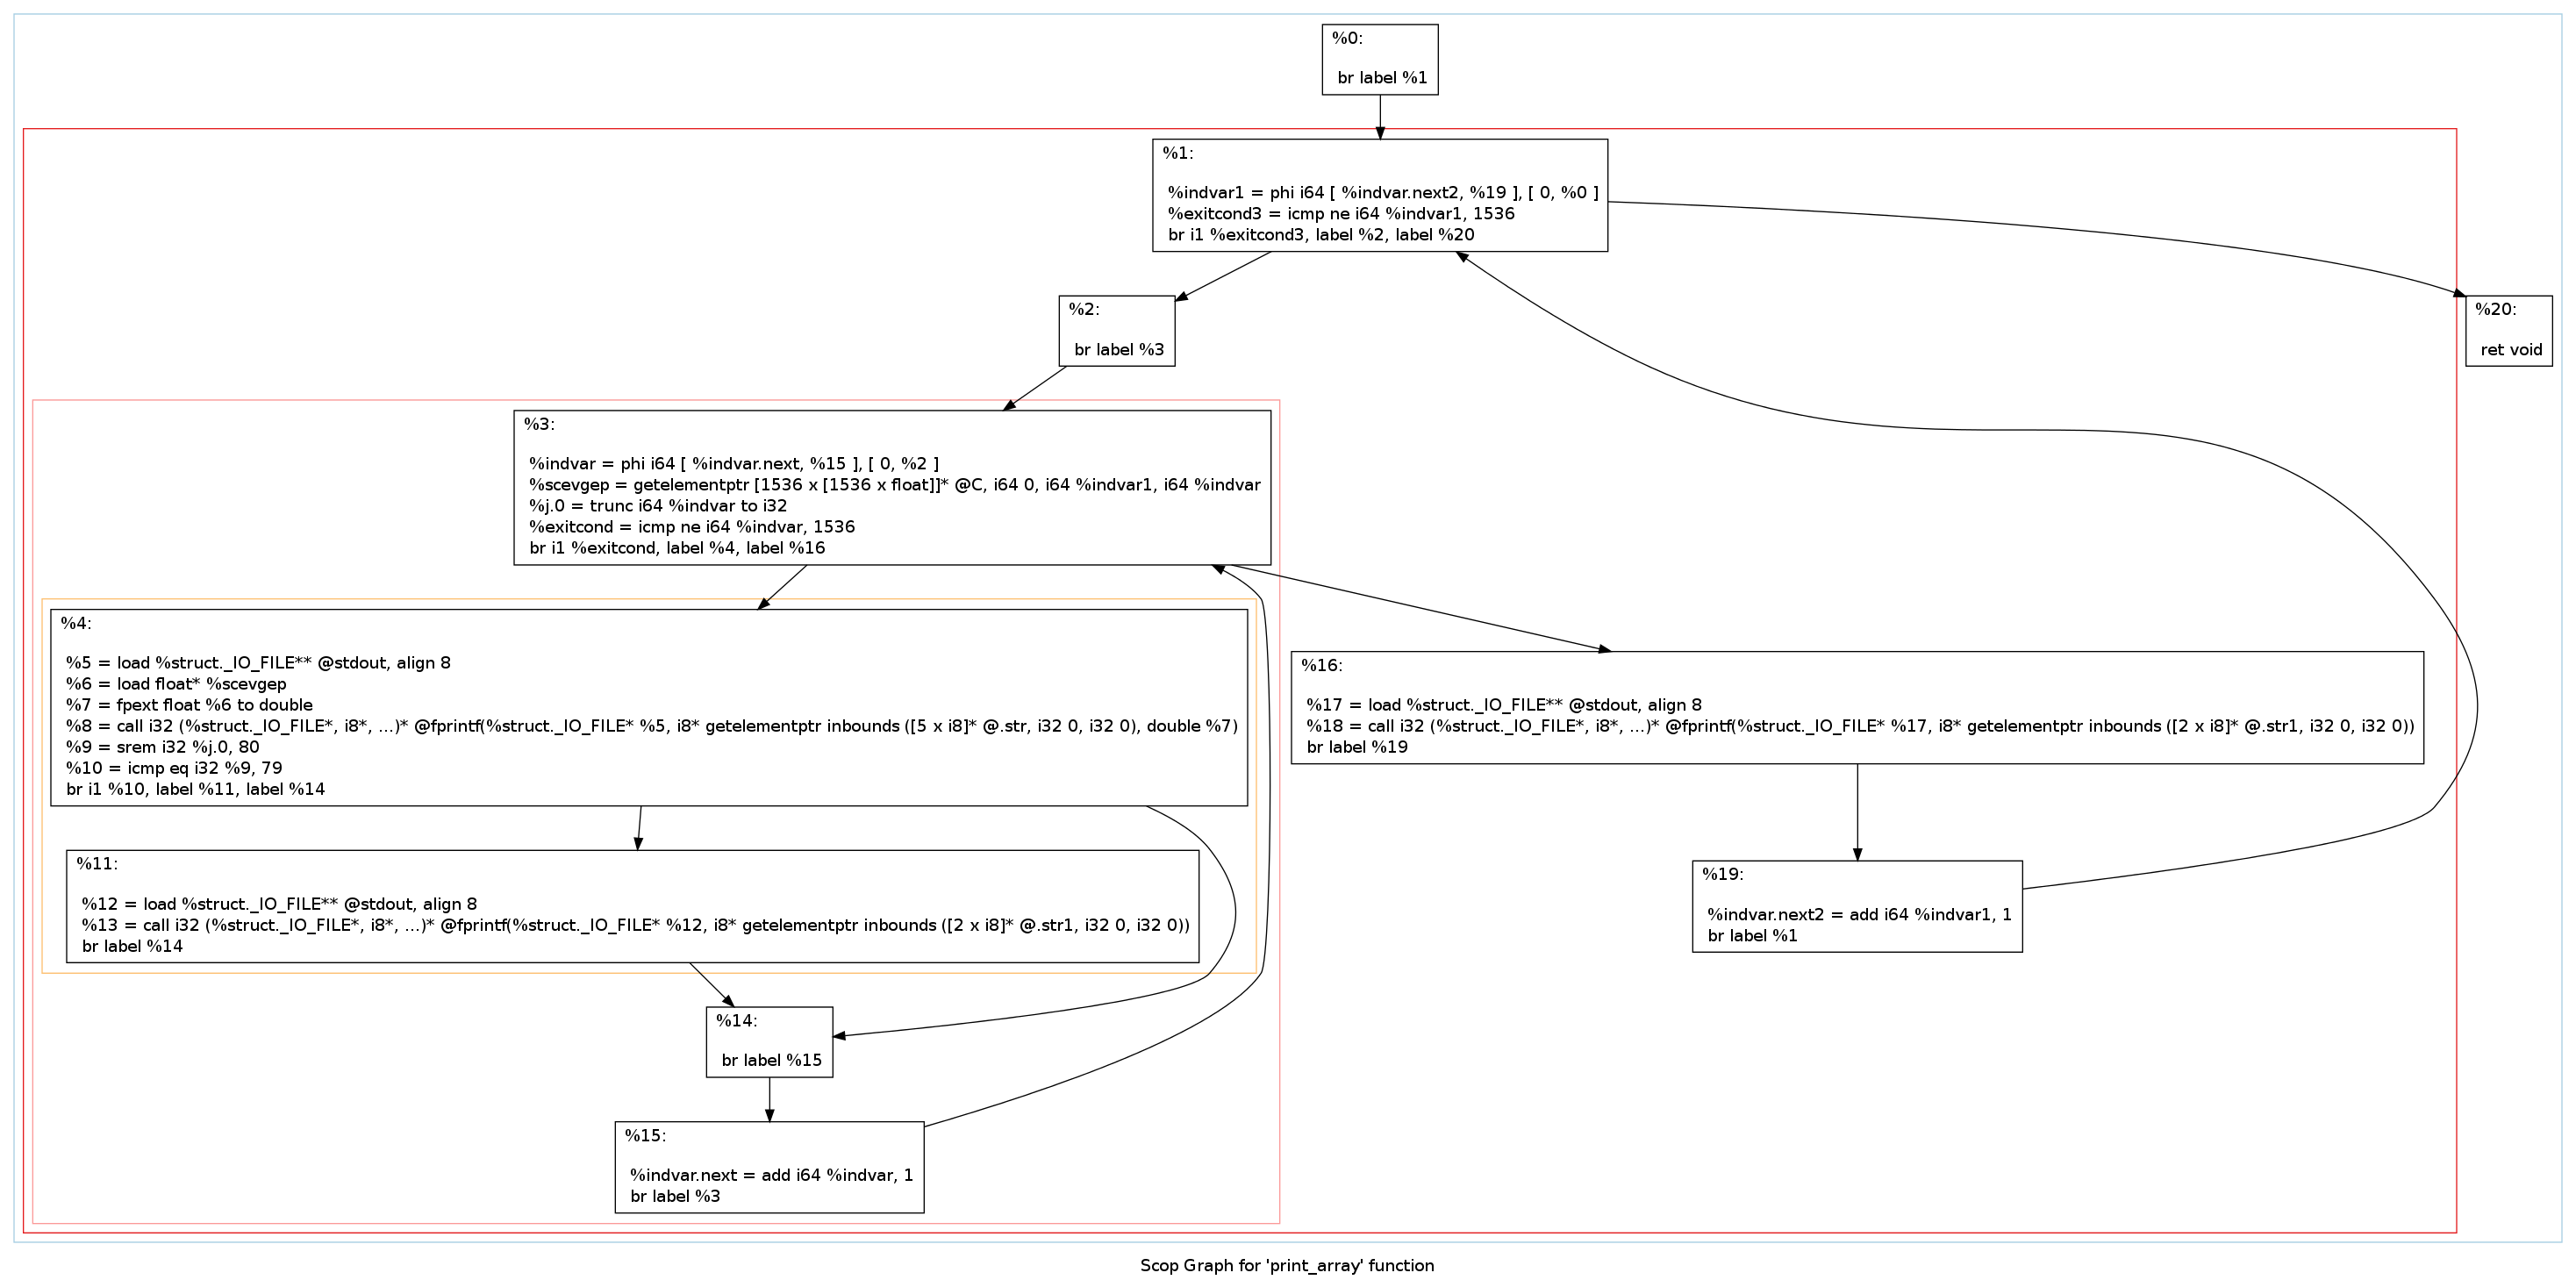 %0:
br label %1
%1:
%indvar1 = phi i64 [ %indvar.next2, %19 ], [ 0, %0 ]
%exitcond3 = icmp ne i64 %indvar1, 1536
br i1 %exitcond3, label %2, label %20
%2:
br label %3
%20:
ret void
%3:
%indvar = phi i64 [ %indvar.next, %15 ], [ 0, %2 ]
%scevgep = getelementptr [1536 x [1536 x float]]* @C, i64 0, i64 %indvar1, i64 %indvar
%j.0 = trunc i64 %indvar to i32
%exitcond = icmp ne i64 %indvar, 1536
br i1 %exitcond, label %4, label %16
%4:
%5 = load %struct._IO_FILE** @stdout, align 8
%6 = load float* %scevgep
%7 = fpext float %6 to double
%8 = call i32 (%struct._IO_FILE*, i8*, ...)* @fprintf(%struct._IO_FILE* %5, i8* getelementptr inbounds ([5 x i8]* @.str, i32 0, i32 0), double %7)
%9 = srem i32 %j.0, 80
%10 = icmp eq i32 %9, 79
br i1 %10, label %11, label %14
%16:
%17 = load %struct._IO_FILE** @stdout, align 8
%18 = call i32 (%struct._IO_FILE*, i8*, ...)* @fprintf(%struct._IO_FILE* %17, i8* getelementptr inbounds ([2 x i8]* @.str1, i32 0, i32 0))
br label %19
%11:
%12 = load %struct._IO_FILE** @stdout, align 8
%13 = call i32 (%struct._IO_FILE*, i8*, ...)* @fprintf(%struct._IO_FILE* %12, i8* getelementptr inbounds ([2 x i8]* @.str1, i32 0, i32 0))
br label %14
%19:
%indvar.next2 = add i64 %indvar1, 1
br label %1
%14:
br label %15
%15:
%indvar.next = add i64 %indvar, 1
br label %3
Scop Graph for 'print_array' function